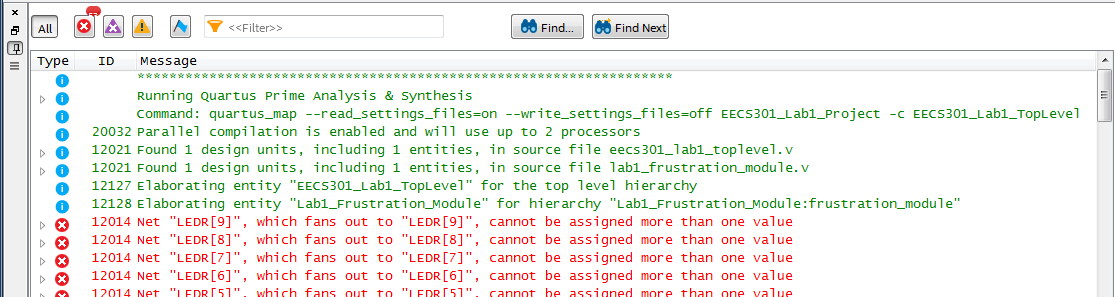 All <<Filter>> Find... Find Next
Type ID Message
*******************************************************************
Running Quartus Prime Analysis & Synthesis
Command: quartus_map --read_settings_files=on --write_settings_files=off EECS301_Lab1_Project -c EECS301_Lab1_TopLevel
20032 Parallel compilation is enabled and will use up to 2 processors
12021 Found 1 design units, including 1 entities, in source file eecs301_lab1_toplevel.v
12021 Found 1 design units, including 1 entities, in source file lab1_frustration_module.v
12127 Elaborating entity "EECS301_Lab1_TopLevel" for the top level hierarchy
12128 Elaborating entity "Lab1_Frustration_Module" for hierarchy "Lab1_Frustration_Module:frustration_module"
12014 Net "LEDR[9]", which fans out to "LEDR[9]", cannot be assigned more than one value
12014 Net "LEDR[8]", which fans out to "LEDR[8]", cannot be assigned more than one value
12014 Net "LEDR[7]", which fans out to "LEDR[7]", cannot be assigned more than one value
12014 Net "LEDR[6]", which fans out to "LEDR[6]", cannot be assigned more than one value
12014 Net "LEDR[5]", which fans out to "LEDR[5]", cannot be assigned more than one value